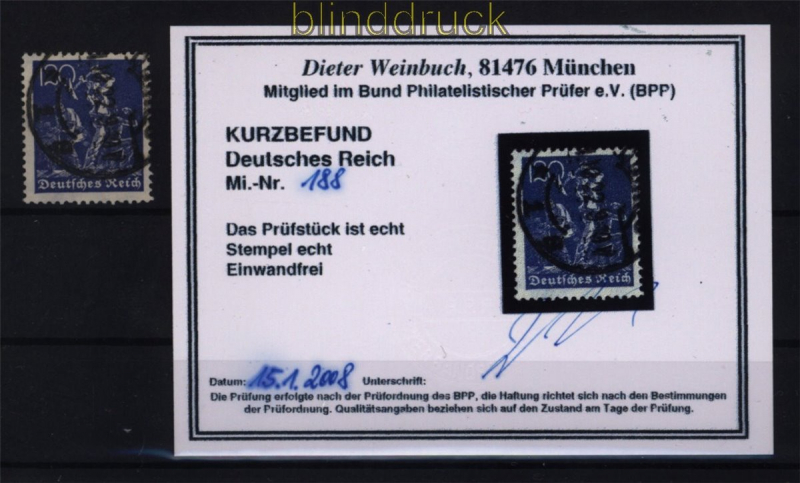 blinddruck
Dieter Weinbuch, 81476 München
Mitglied im Bund Philatelistischer Prüfer e.V. (BPP)
KURZBEFUND
Deutsches Reich
Mi.-Nr. 188
Das Prüfstück ist echt
Stempel echt
Einwandfrei
Datum: 15.1.2008 Unterschrift:
Die Prüfung erfolgte nach der Prüfordnung des BPP, die Haftung richtet sich nach den Bestimmungen
der Prüfordnung. Qualitätsangaben beziehen sich auf den Zustand am Tage der Prüfung.
120
Deutsches Reich
120
Deutsches Reich